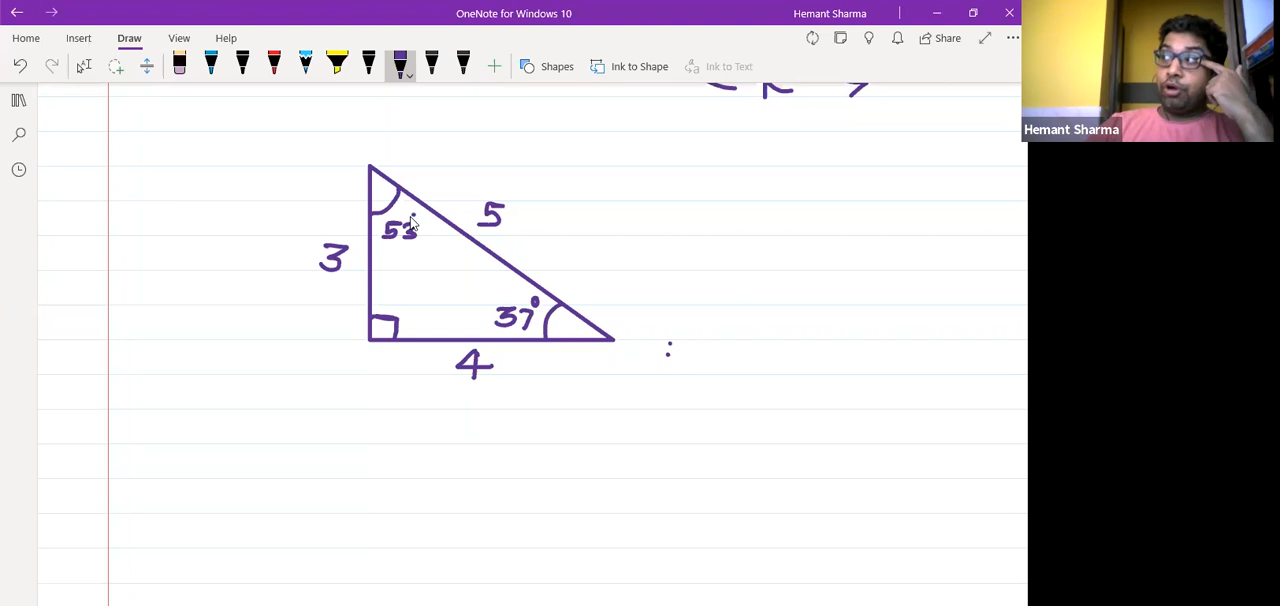 OneNote for Windows 10
Hemant Sharma
Home Insert Draw View Help
Share
Shapes
Ink to Shape
Ink to Text
Hemant Sharma
5
53°
3
37°
4